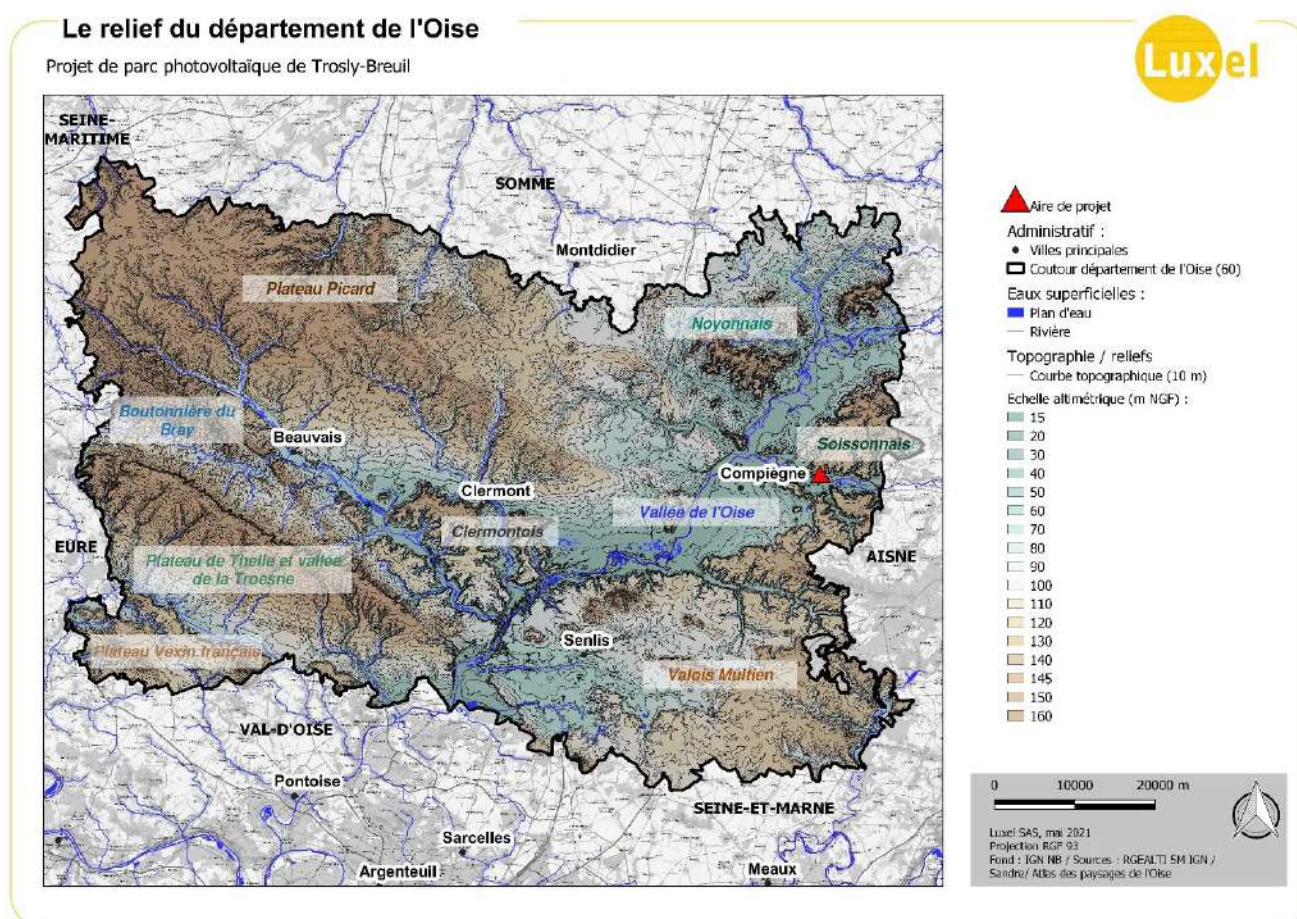 Le relief du département de l'Oise
Projet de parc photovoltaïque de Trosly-Breuil
Luxel
SEINE-
MARITIME
SOMME
Montdidier
Plateau Picard
Noyonnais
Boutonnière du
Bray
Beauvais
Soissonnais
Compiègne
Clermont
Vallée de l'Oise
Clermontois
EURE
AISNE
Plateau de Thelle et vallée
de la Troesne
Senlis
Plateau Vexin français
Valois Multien
VAL-D'OISE
Pontoise
SEINE-ET-MARNE
Sarcelles
Argenteuil
Meaux
Aire de projet
Administratif :
Villes principales
Coutour département de l'Oise (60)
Eaux superficielles :
Plan d'eau
Rivière
Topographie / reliefs
Courbe topographique (10 m)
Echelle altimétrique (m NGF) :
15
20
30
40
50
60
70
80
90
100
110
120
130
140
145
150
160
0 10000 20000 m
Luxel SAS, mai 2021
Projection RGF 93
Fond : IGN NB / Sources : RGEALTI 5M IGN /
Sandre/ Atlas des paysages de l'Oise